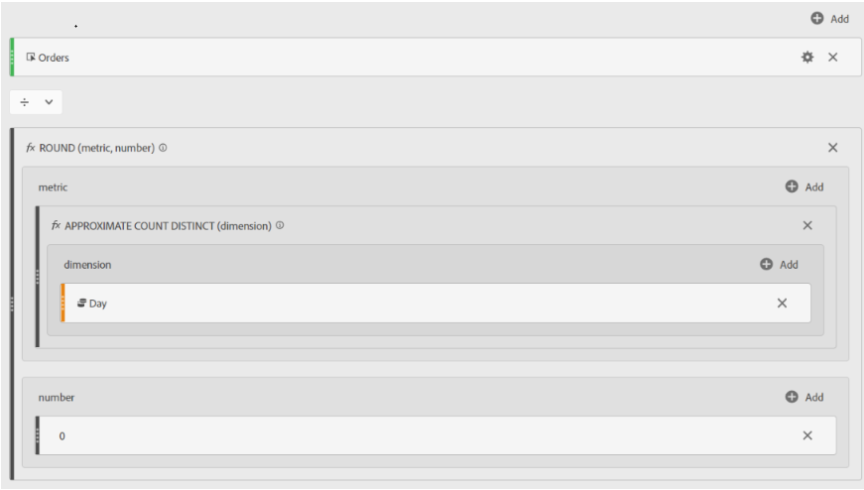 Add
Orders
÷
fx ROUND (metric, number)
metric Add
fx APPROXIMATE COUNT DISTINCT (dimension)
dimension Add
Day
number Add
0